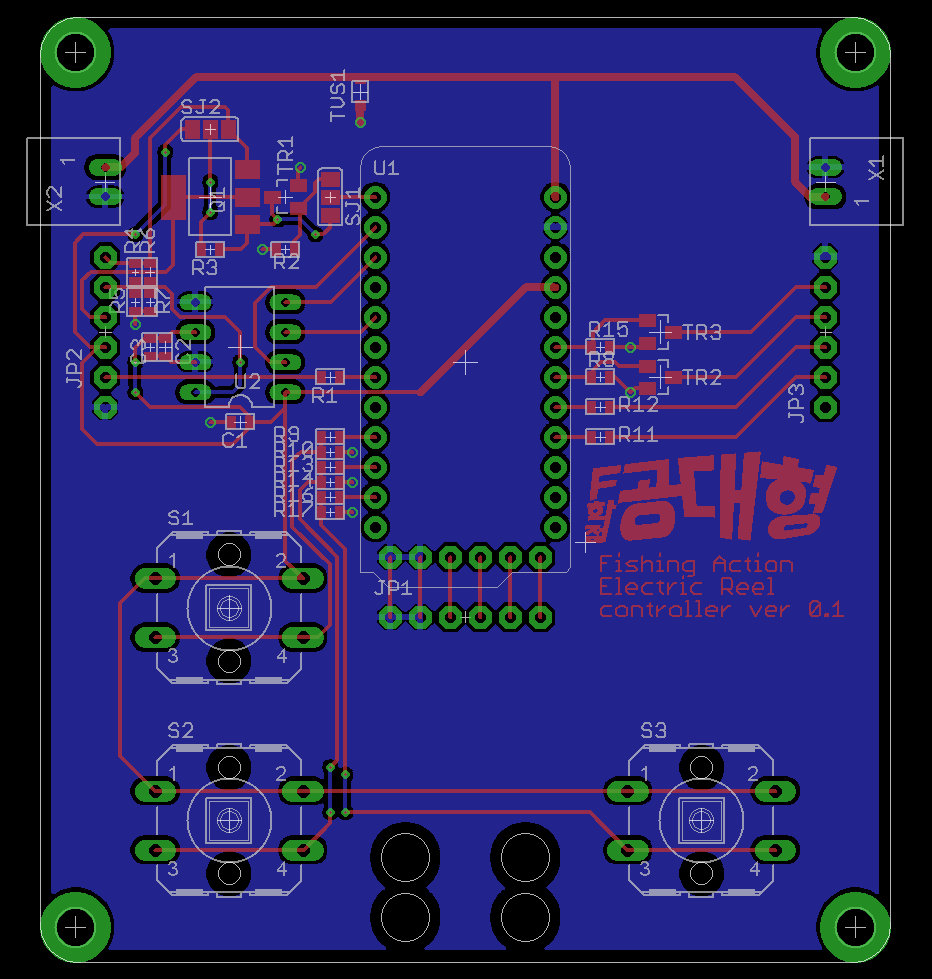 SJ2
TUS1
TR1
U1
1
X2
Q1
SJ1
X1
1
R4
R6
R3
R2
R5
R7
R15
TR3
C3
C2
JP2
U2
R8
TR2
R1
JP3
R12
C1
R9
R11
R10
R13
R14
R16
R17
공대형
S1
1
2
3
4
JP1
Fishing Action
Electric Reel
controller ver 0.1
S2
1
2
3
4
S3
1
2
3
4